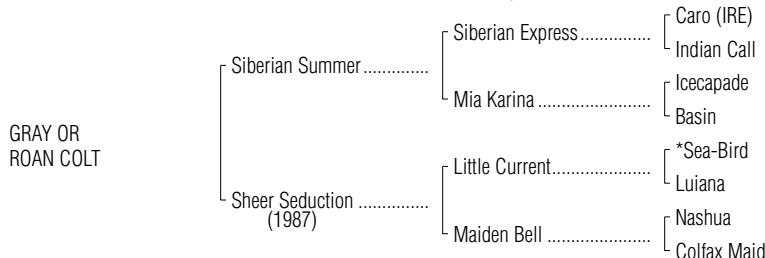 Caro (IRE)
Siberian Express...............
Indian Call
Siberian Summer..............
Icecapade
Mia Karina ........................
Basin
GRAY OR
ROAN COLT
*Sea-Bird
Little Current.....................
Luiana
Sheer Seduction ...............
(1987)
Nashua
Maiden Bell ......................
Colfax Maid